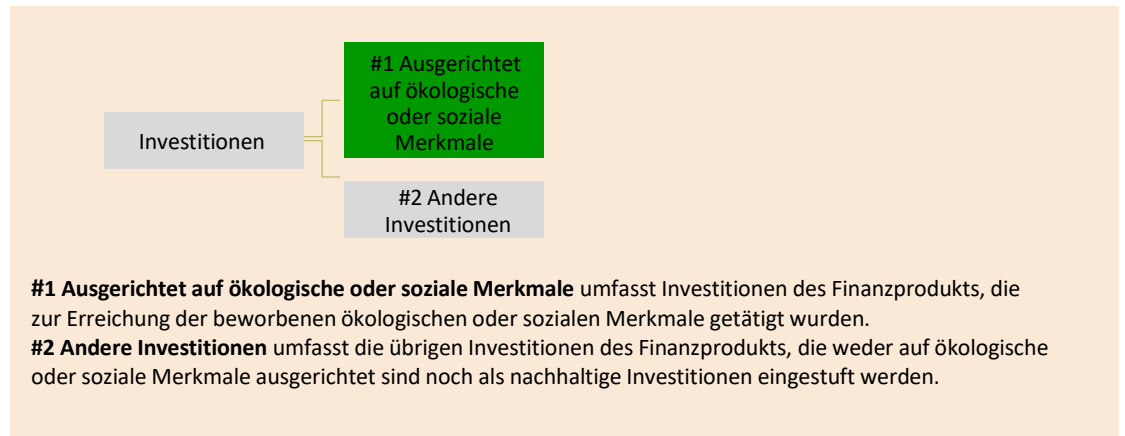 #1 Ausgerichtet
auf ökologische
oder soziale
Merkmale
Investitionen
#2 Andere
Investitionen
#1 Ausgerichtet auf ökologische oder soziale Merkmale umfasst Investitionen des Finanzprodukts, die
zur Erreichung der beworbenen ökologischen oder sozialen Merkmale getätigt wurden.
#2 Andere Investitionen umfasst die übrigen Investitionen des Finanzprodukts, die weder auf ökologische
oder soziale Merkmale ausgerichtet sind noch als nachhaltige Investitionen eingestuft werden.